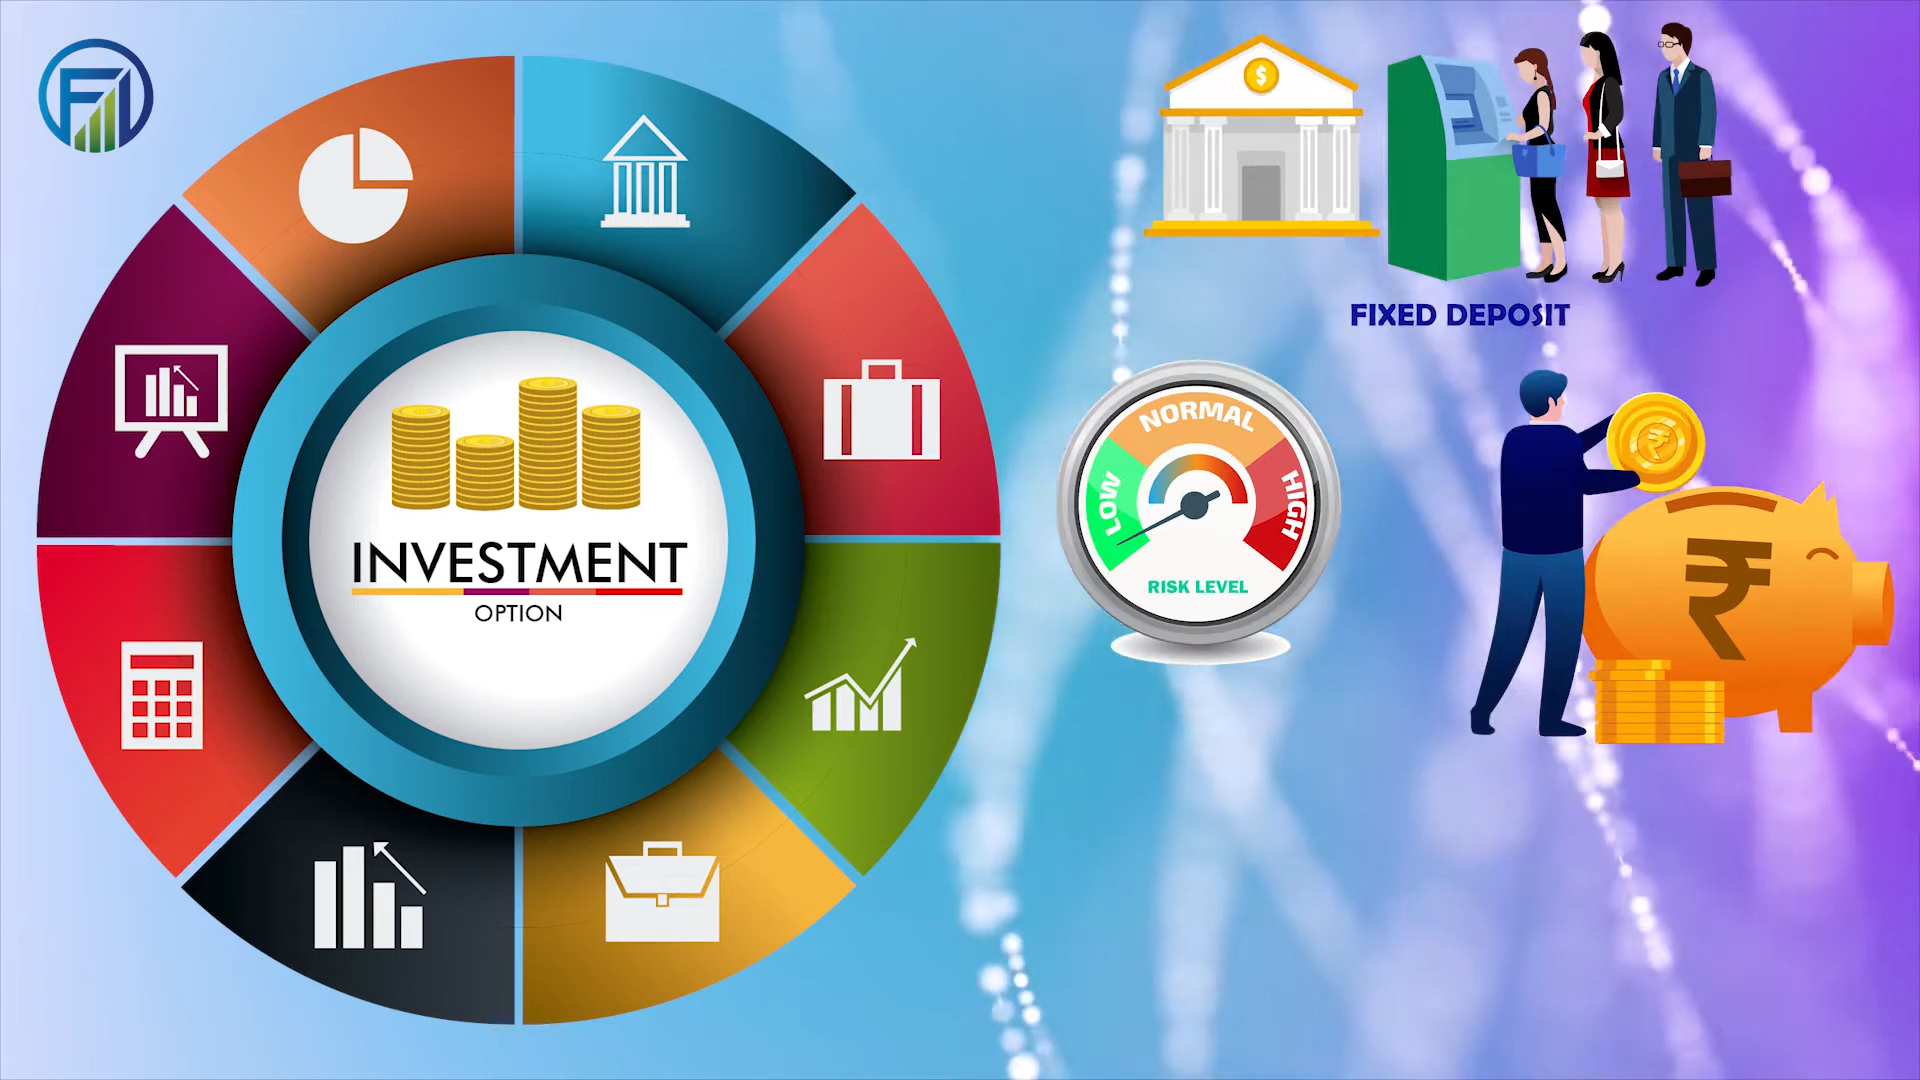 INVESTMENT
OPTION
$
FIXED DEPOSIT
LOW
NORMAL
HIGH
RISK LEVEL
₹
₹